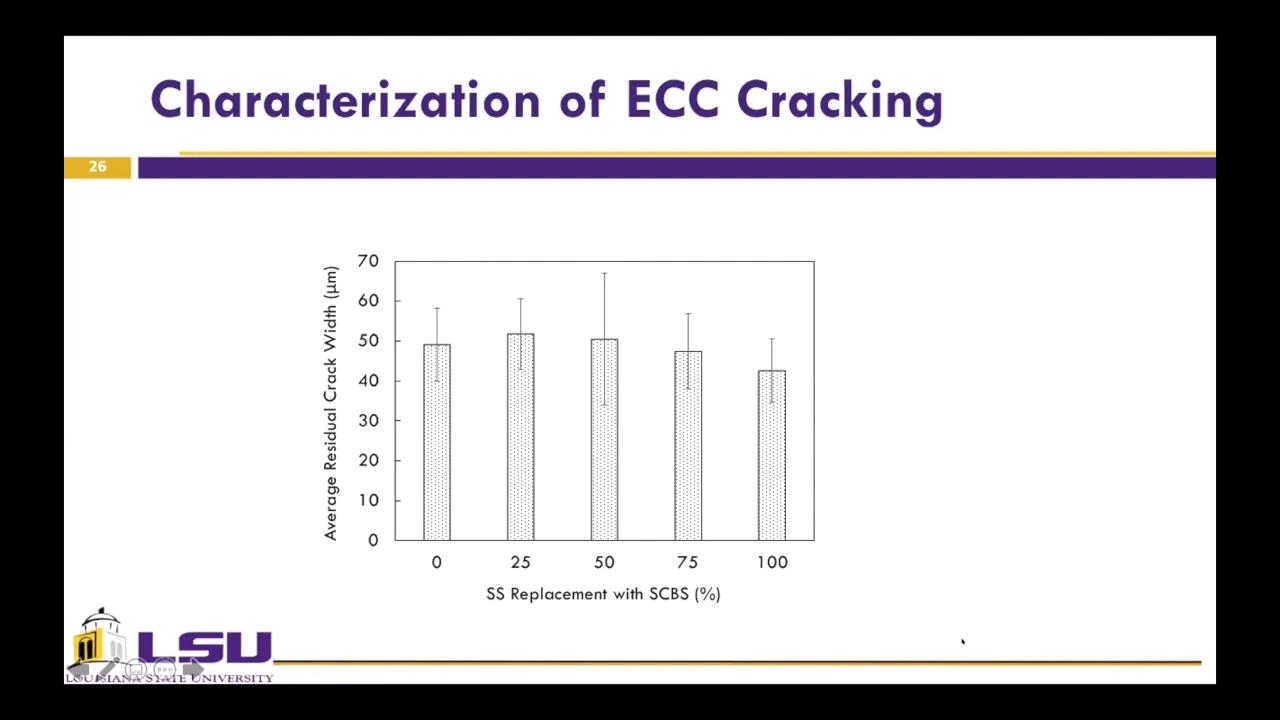 Characterization of ECC Cracking
26
Average Residual Crack Width (μm)
70
60
50
40
30
20
10
0
0 25 50 75 100
SS Replacement with SCBS (%)
LSU
LOUISIANA STATE UNIVERSITY